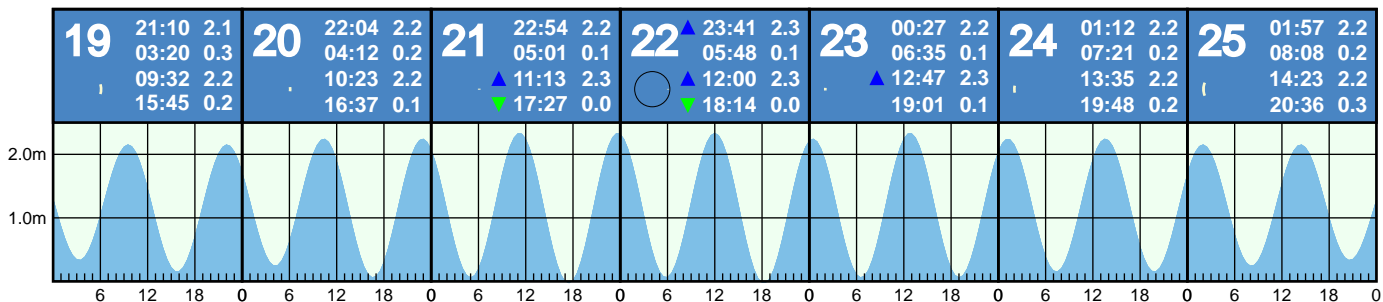 19 21:10 2.1 20 22:04 2.2 21 22:54 2.2 22 ▲ 23:41 2.3 23 00:27 2.2 24 01:12 2.2 25 01:57 2.2
03:20 0.3 04:12 0.2 05:01 0.1 05:48 0.1 06:35 0.1 07:21 0.2 08:08 0.2
09:32 2.2 10:23 2.2 ▲ 11:13 2.3 ▲ 12:00 2.3 ▲ 12:47 2.3 13:35 2.2 14:23 2.2
15:45 0.2 16:37 0.1 ▼ 17:27 0.0 ▼ 18:14 0.0 19:01 0.1 19:48 0.2 20:36 0.3
2.0m
1.0m
6 12 18 0 6 12 18 0 6 12 18 0 6 12 18 0 6 12 18 0 6 12 18 0 6 12 18 0